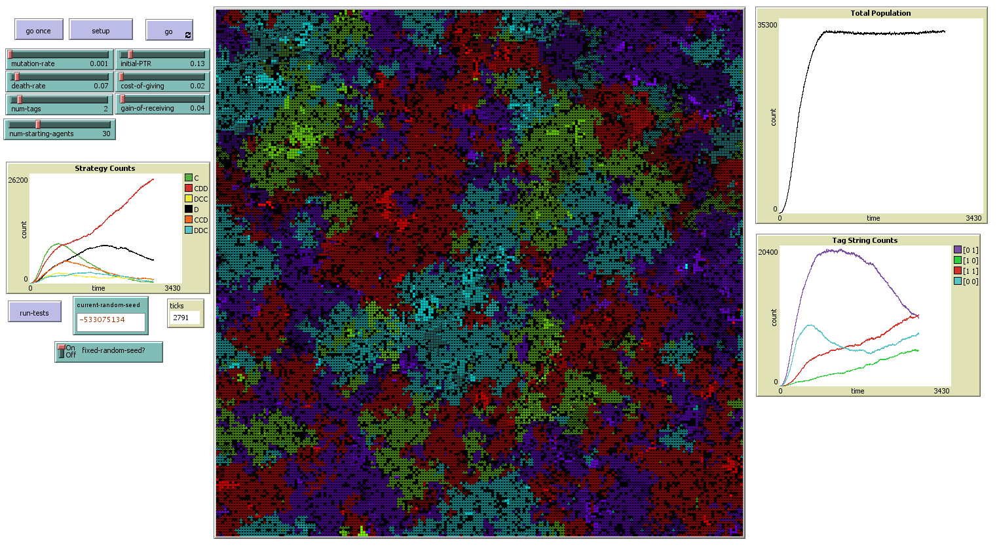 go once
setup
go
mutation-rate 0.001
initial-PTR 0.13
death-rate 0.07
cost-of-giving 0.02
num-tags 2
gain-of-receiving 0.04
num-starting-agents 30
Strategy Counts
26200
count
0
0
time
3430
C
CDD
DCC
D
CCD
DDC
run-tests
current-random-seed
-533075134
ticks
2791
On
Off
fixed-random-seed?
Total Population
35300
count
0
0
time
3430
Tag String Counts
20400
count
0
0
time
3430
[0 1]
[1 0]
[1 1]
[0 0]